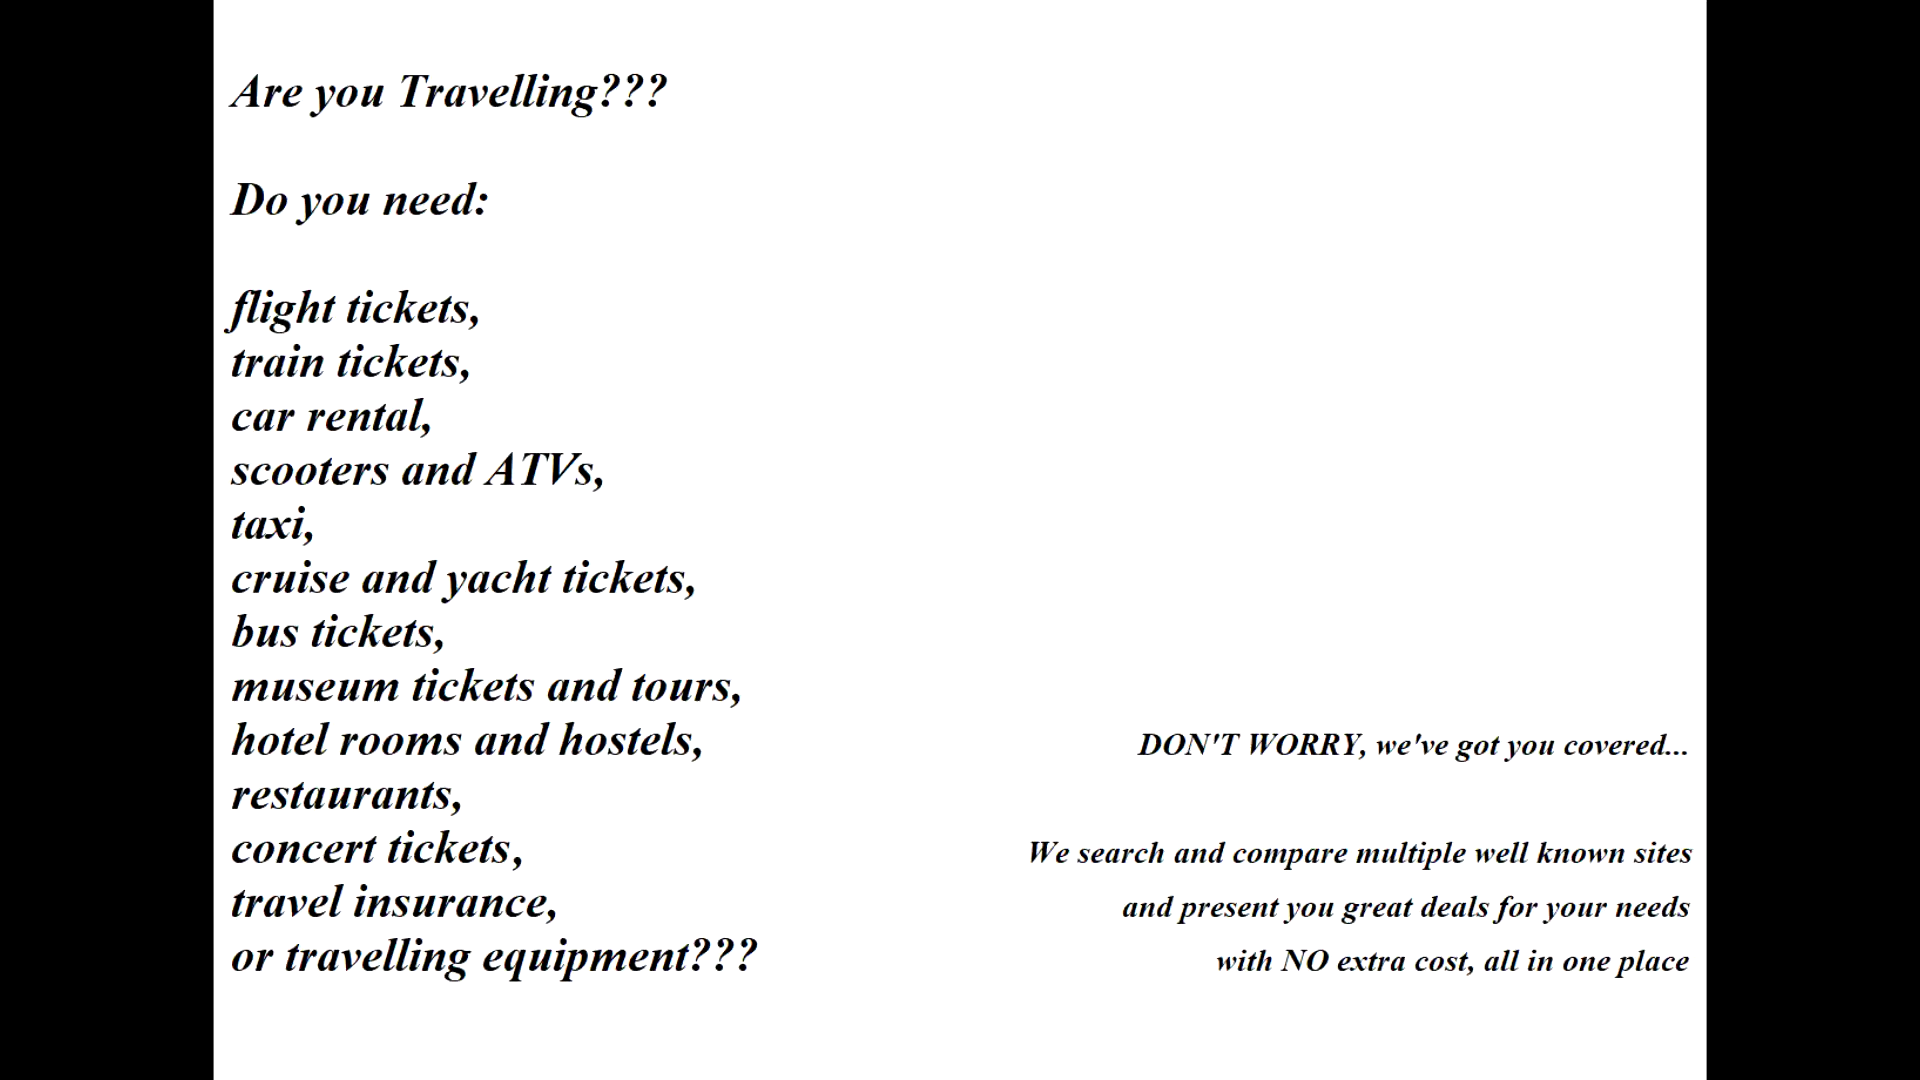 Are you Travelling???
Do you need:
flight tickets,
train tickets,
car rental,
scooters and ATVs,
taxi,
cruise and yacht tickets,
bus tickets,
museum tickets and tours,
hotel rooms and hostels,
restaurants,
concert tickets,
travel insurance,
or travelling equipment???
DON'T WORRY, we've got you covered...
We search and compare multiple well known sites
and present you great deals for your needs
with NO extra cost, all in one place